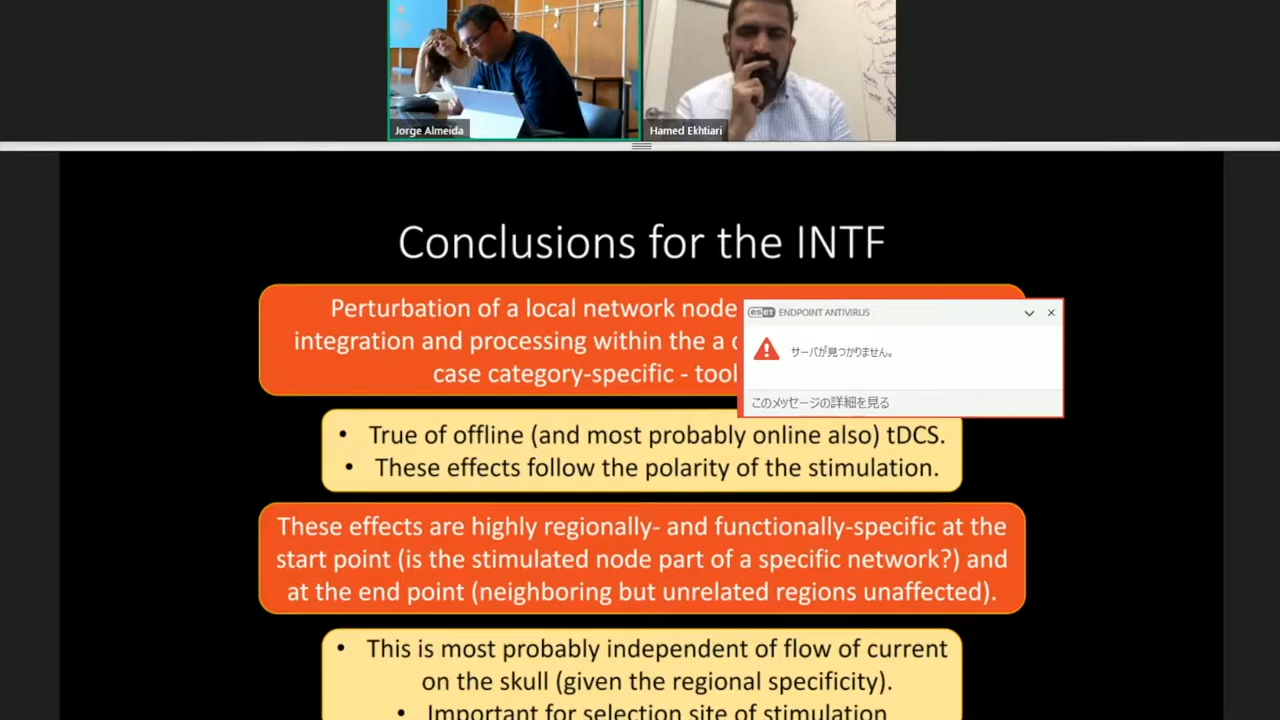 Jorge Almeida
Hamed Ekhtiari
Conclusions for the INTF
Perturbation of a local network node
integration and processing within the a
case category-specific - tool
eset ENDPOINT ANTIVIRUS
サーバが見つかりません。
このメッセージの詳細を見る
• True of offline (and most probably online also) tDCS.
• These effects follow the polarity of the stimulation.
These effects are highly regionally- and functionally-specific at the
start point (is the stimulated node part of a specific network?) and
at the end point (neighboring but unrelated regions unaffected).
• This is most probably independent of flow of current
on the skull (given the regional specificity).
• Important for selection site of stimulation